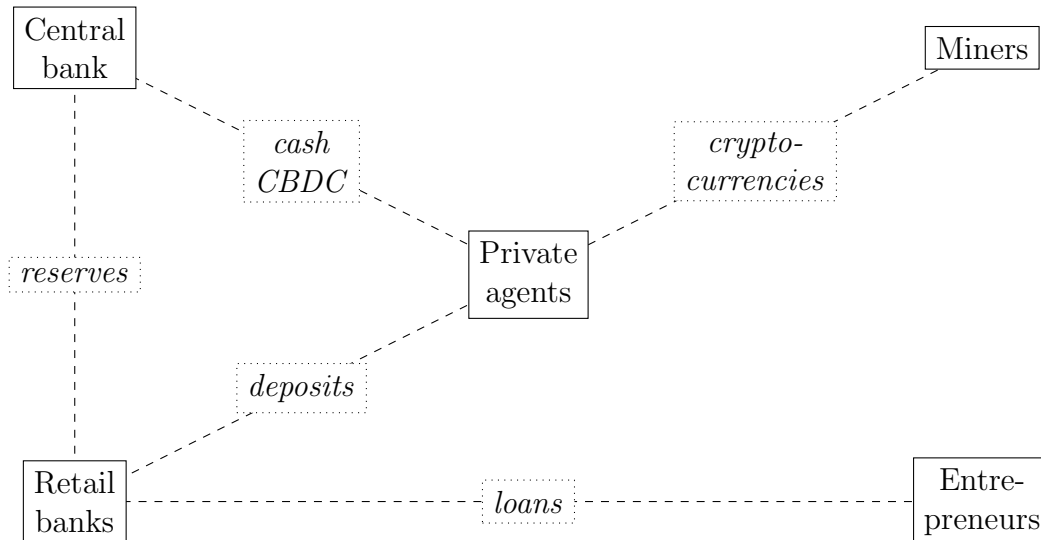 Central
bank
Miners
cash
CBDC
crypto-
currencies
Private
agents
reserves
deposits
Retail
banks
loans
Entre-
preneurs